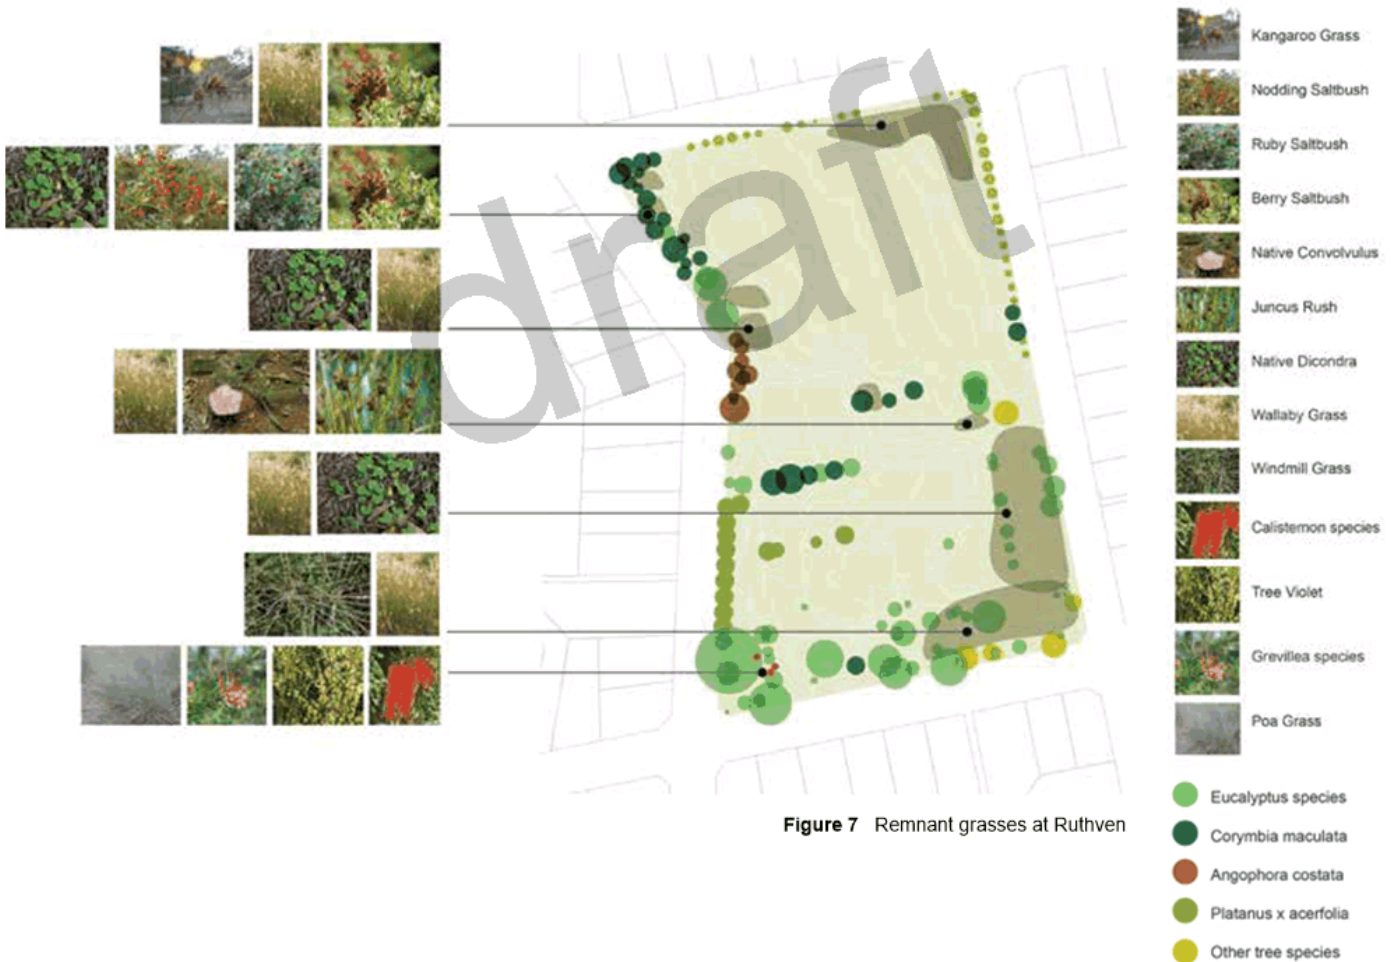 draft
Kangaroo Grass
Nodding Saltbush
Ruby Saltbush
Berry Saltbush
Native Convolvulus
Juncus Rush
Native Dicondra
Wallaby Grass
Windmill Grass
Calistemon species
Tree Violet
Grevillea species
Poa Grass
Eucalyptus species
Corymbia maculata
Angophora costata
Platanus x acerfolia
Other tree species
Figure 7 Remnant grasses at Ruthven